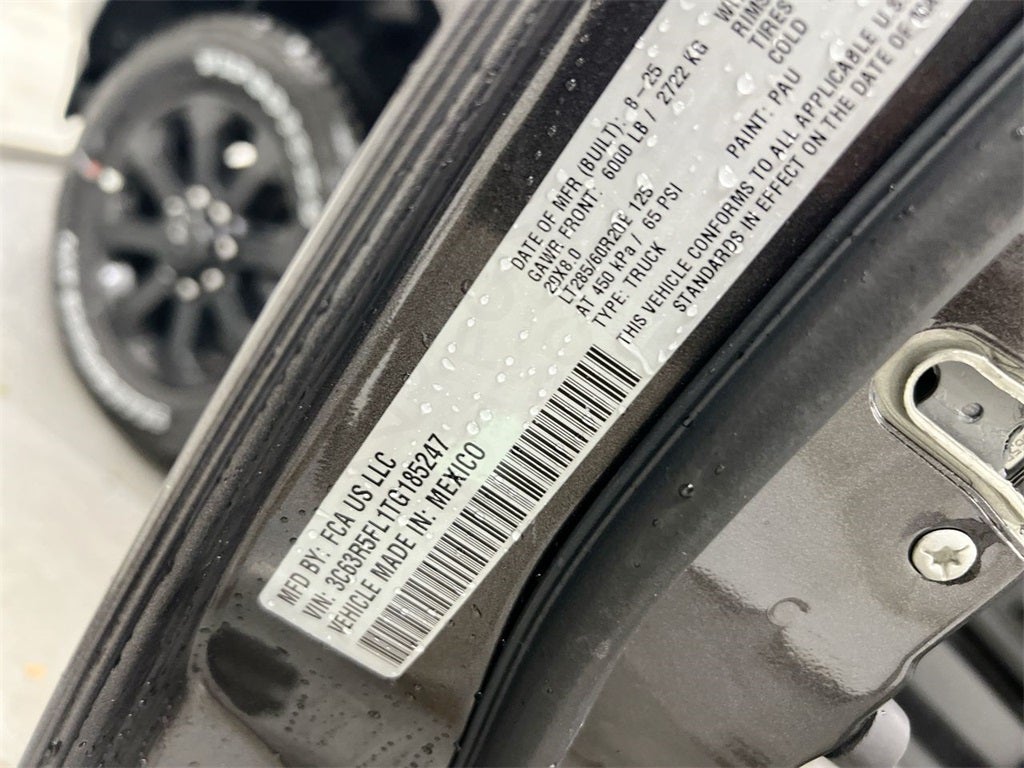 MFD BY: FCA US LLC
VIN: 3C63R5FL1TG185247
VEHICLE MADE IN: MEXICO
DATE OF MFR (BUILT): 8-25
GAWR FRONT: 6000 LB / 2722 KG
20X8.0
LT285/60R20E 125
AT 450 kPa / 65 PSI
TYPE: TRUCK
RIMS
TIRES
COLD
PAINT: PAU
THIS VEHICLE CONFORMS TO ALL APPLICABLE U.S
STANDARDS IN EFFECT ON THE DATE OF